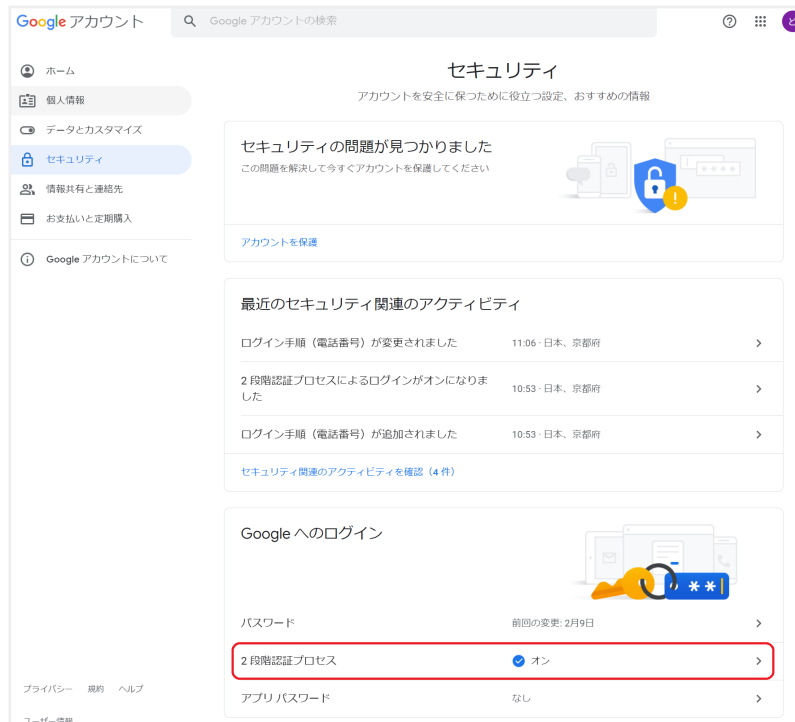 Google アカウント
Google アカウントの検索
ホーム
個人情報
データとカスタマイズ
セキュリティ
情報共有と連絡先
お支払いと定期購入
Google アカウントについて
セキュリティ
アカウントを安全に保つために役立つ設定、おすすめの情報
セキュリティの問題が見つかりました
この問題を解決して今すぐアカウントを保護してください
アカウントを保護
最近のセキュリティ関連のアクティビティ
ログイン手順（電話番号）が変更されました 11:06 · 日本、京都府
2 段階認証プロセスによるログインがオンになりま
した
10:53 · 日本、京都府
ログイン手順（電話番号）が追加されました 10:53 · 日本、京都府
セキュリティ関連のアクティビティを確認（4 件）
Google へのログイン
パスワード 前回の変更: 2月9日
2 段階認証プロセス オン
アプリ パスワード なし
プライバシー 規約 ヘルプ
ユーザー情報